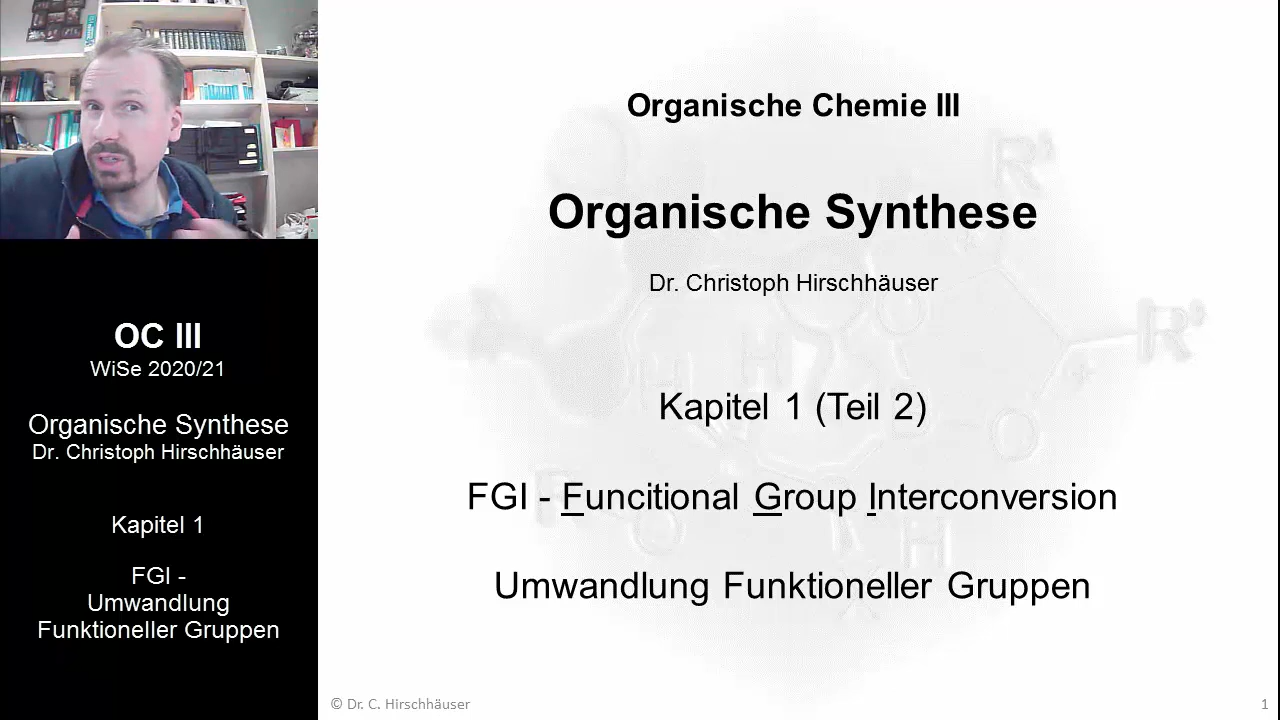 OC III
WiSe 2020/21
Organische Synthese
Dr. Christoph Hirschhäuser
Kapitel 1
FGI -
Umwandlung
Funktioneller Gruppen
Organische Chemie III
Organische Synthese
Dr. Christoph Hirschhäuser
Kapitel 1 (Teil 2)
FGI - Funcitional Group Interconversion
Umwandlung Funktioneller Gruppen
© Dr. C. Hirschhäuser
1